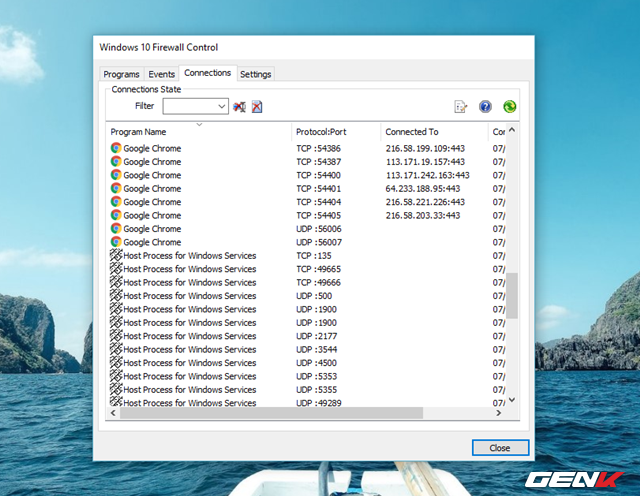 Windows 10 Firewall Control
Programs Events Connections Settings
Connections State
Filter
Program Name Protocol:Port Connected To Cor
Google Chrome TCP :54386 216.58.199.109:443 07/
Google Chrome TCP :54387 113.171.19.157:443 07/
Google Chrome TCP :54400 113.171.242.163:443 07/
Google Chrome TCP :54401 64.233.188.95:443 07/
Google Chrome TCP :54404 216.58.221.226:443 07/
Google Chrome TCP :54405 216.58.203.33:443 07/
Google Chrome UDP :56006 07/
Google Chrome UDP :56007 07/
Host Process for Windows Services TCP :135 07/
Host Process for Windows Services TCP :49665 07/
Host Process for Windows Services TCP :49666 07/
Host Process for Windows Services UDP :500 07/
Host Process for Windows Services UDP :1900 07/
Host Process for Windows Services UDP :1900 07/
Host Process for Windows Services UDP :2177 07/
Host Process for Windows Services UDP :3544 07/
Host Process for Windows Services UDP :4500 07/
Host Process for Windows Services UDP :5353 07/
Host Process for Windows Services UDP :5355 07/
Host Process for Windows Services UDP :49289 07/
Close
GENK